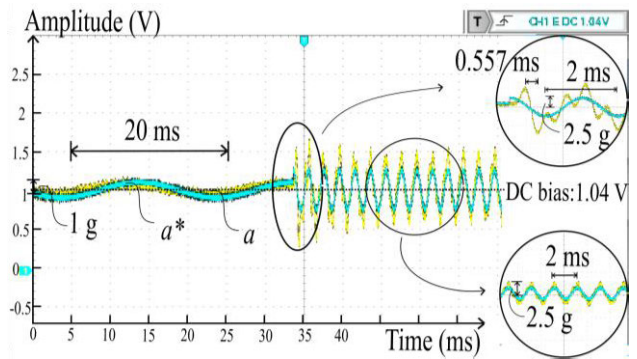 T CH1 E DC 1.04V
Amplitude (V)
2.5
2
1.5
1
0.5
0
-0.5
20 ms
1 g
a*
a
0.557 ms
2 ms
2.5 g
DC bias:1.04 V
2 ms
2.5 g
0 5 10 15 20 25 30 35 40
Time (ms)